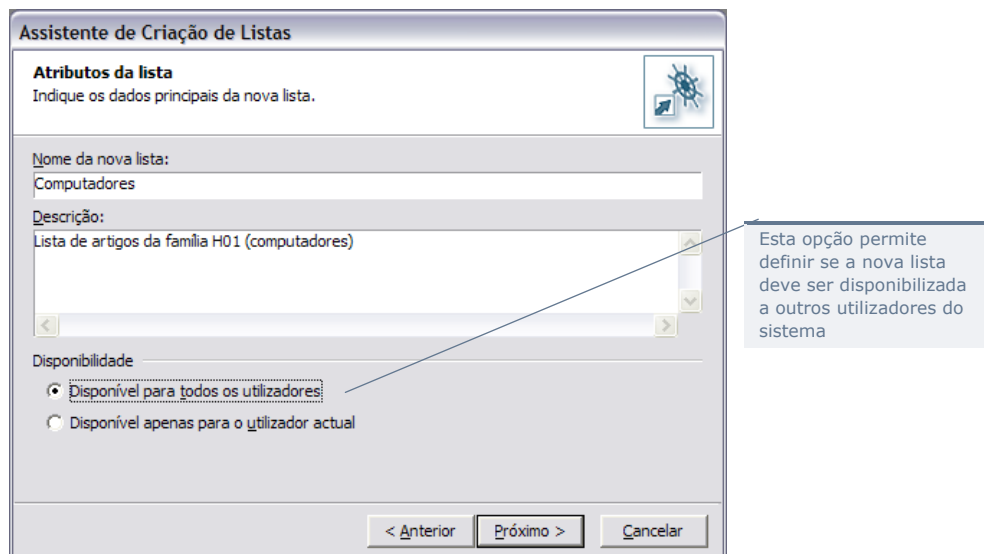 Assistente de Criação de Listas
Atributos da lista
Indique os dados principais da nova lista.
Nome da nova lista:
Computadores
Descrição:
Lista de artigos da família H01 (computadores)
Disponibilidade
Disponível para todos os utilizadores
Disponível apenas para o utilizador actual
< Anterior
Próximo >
Cancelar
Esta opção permite
definir se a nova lista
deve ser disponibilizada
a outros utilizadores do
sistema